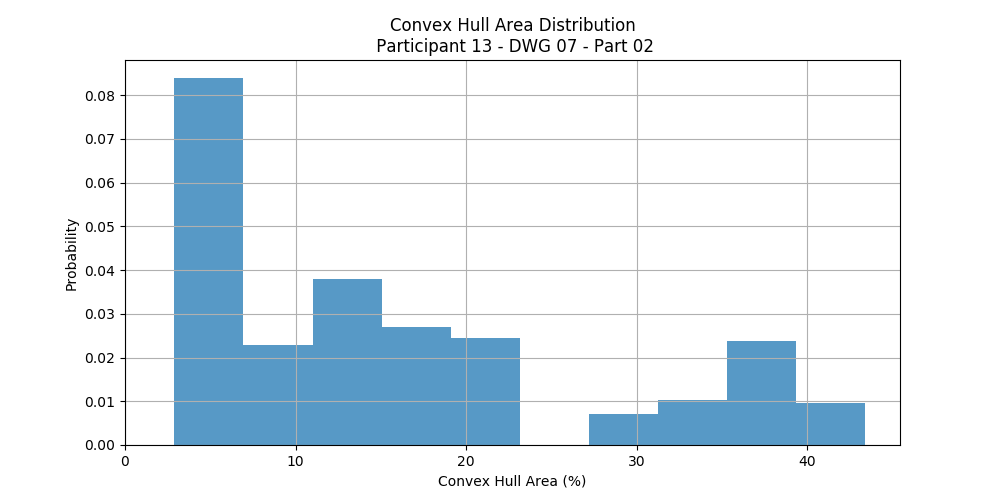 Convex Hull Area Distribution
Participant 13 - DWG 07 - Part 02
0.08
0.07
0.06
0.05
0.04
0.03
0.02
0.01
0.00
Probability
0 10 20 30 40
Convex Hull Area (%)